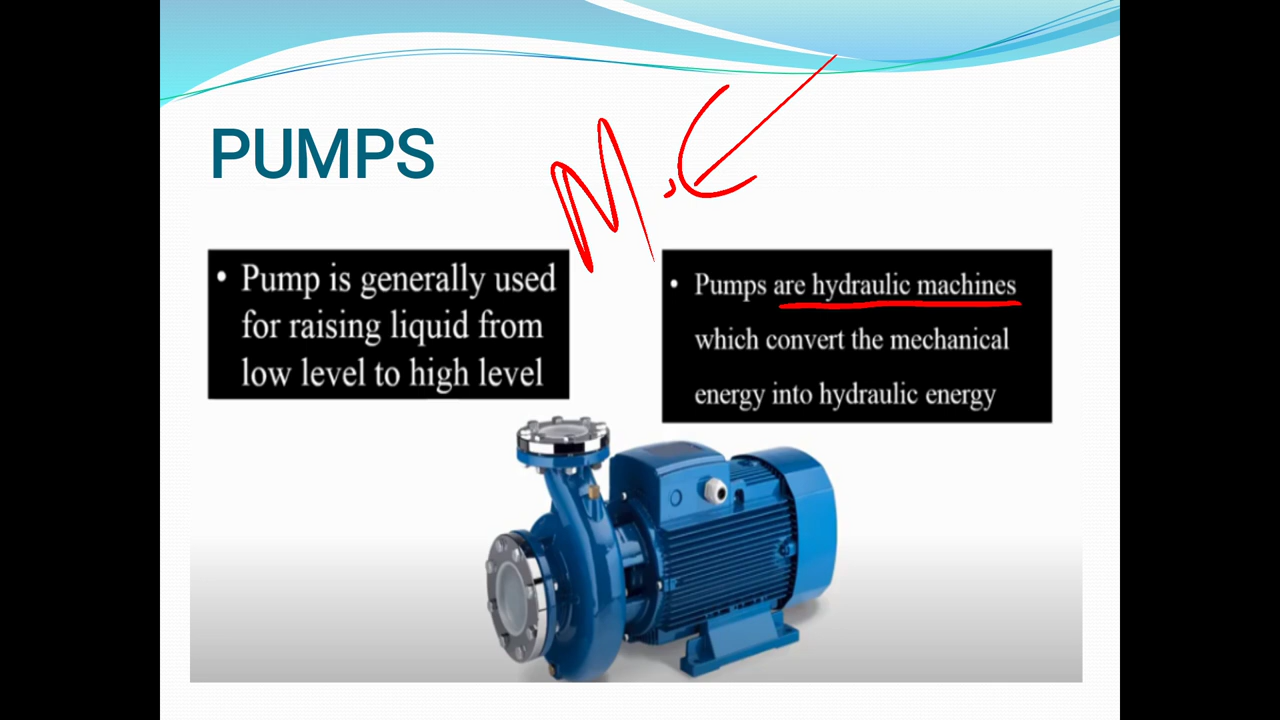 PUMPS
M.E
• Pump is generally used
for raising liquid from
low level to high level
• Pumps are hydraulic machines
which convert the mechanical
energy into hydraulic energy